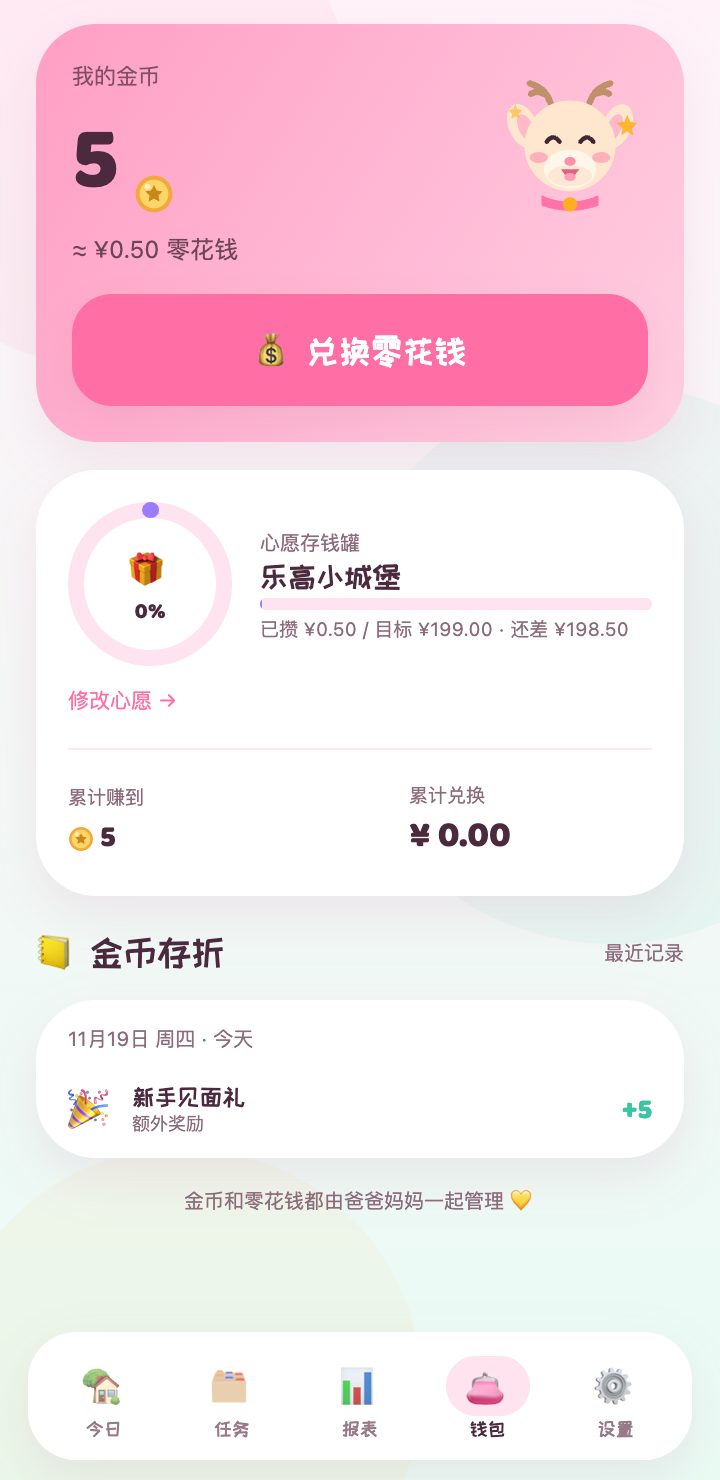 我的金币
5
≈ ¥0.50 零花钱
兑换零花钱
心愿存钱罐
乐高小城堡
0%
已攒 ¥0.50 / 目标 ¥199.00 · 还差 ¥198.50
修改心愿 →
累计赚到
5
累计兑换
¥ 0.00
金币存折
最近记录
11月19日 周四 · 今天
新手见面礼
额外奖励
+5
金币和零花钱都由爸爸妈妈一起管理 💛
今日
任务
报表
钱包
设置